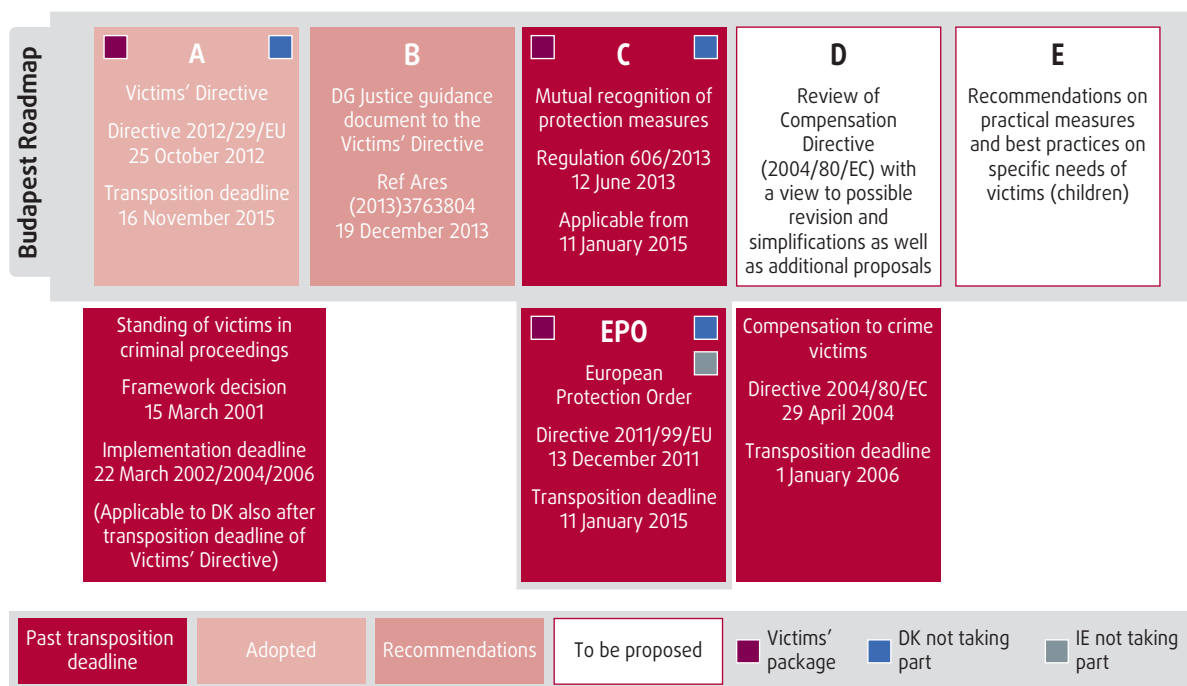 Budapest Roadmap
A
Victims’ Directive
Directive 2012/29/EU
25 October 2012
Transposition deadline
16 November 2015
B
DG Justice guidance
document to the
Victims’ Directive
Ref Ares
(2013)3763804
19 December 2013
C
Mutual recognition of
protection measures
Regulation 606/2013
12 June 2013
Applicable from
11 January 2015
D
Review of
Compensation
Directive
(2004/80/EC) with
a view to possible
revision and
simplifications as well
as additional proposals
E
Recommendations on
practical measures
and best practices on
specific needs of
victims (children)
Standing of victims in
criminal proceedings
Framework decision
15 March 2001
Implementation deadline
22 March 2002/2004/2006
(Applicable to DK also after
transposition deadline of
Victims’ Directive)
EPO
European
Protection Order
Directive 2011/99/EU
13 December 2011
Transposition deadline
11 January 2015
Compensation to crime
victims
Directive 2004/80/EC
29 April 2004
Transposition deadline
1 January 2006
Past transposition
deadline
Adopted
Recommendations
To be proposed
Victims’
package
DK not taking
part
IE not taking
part